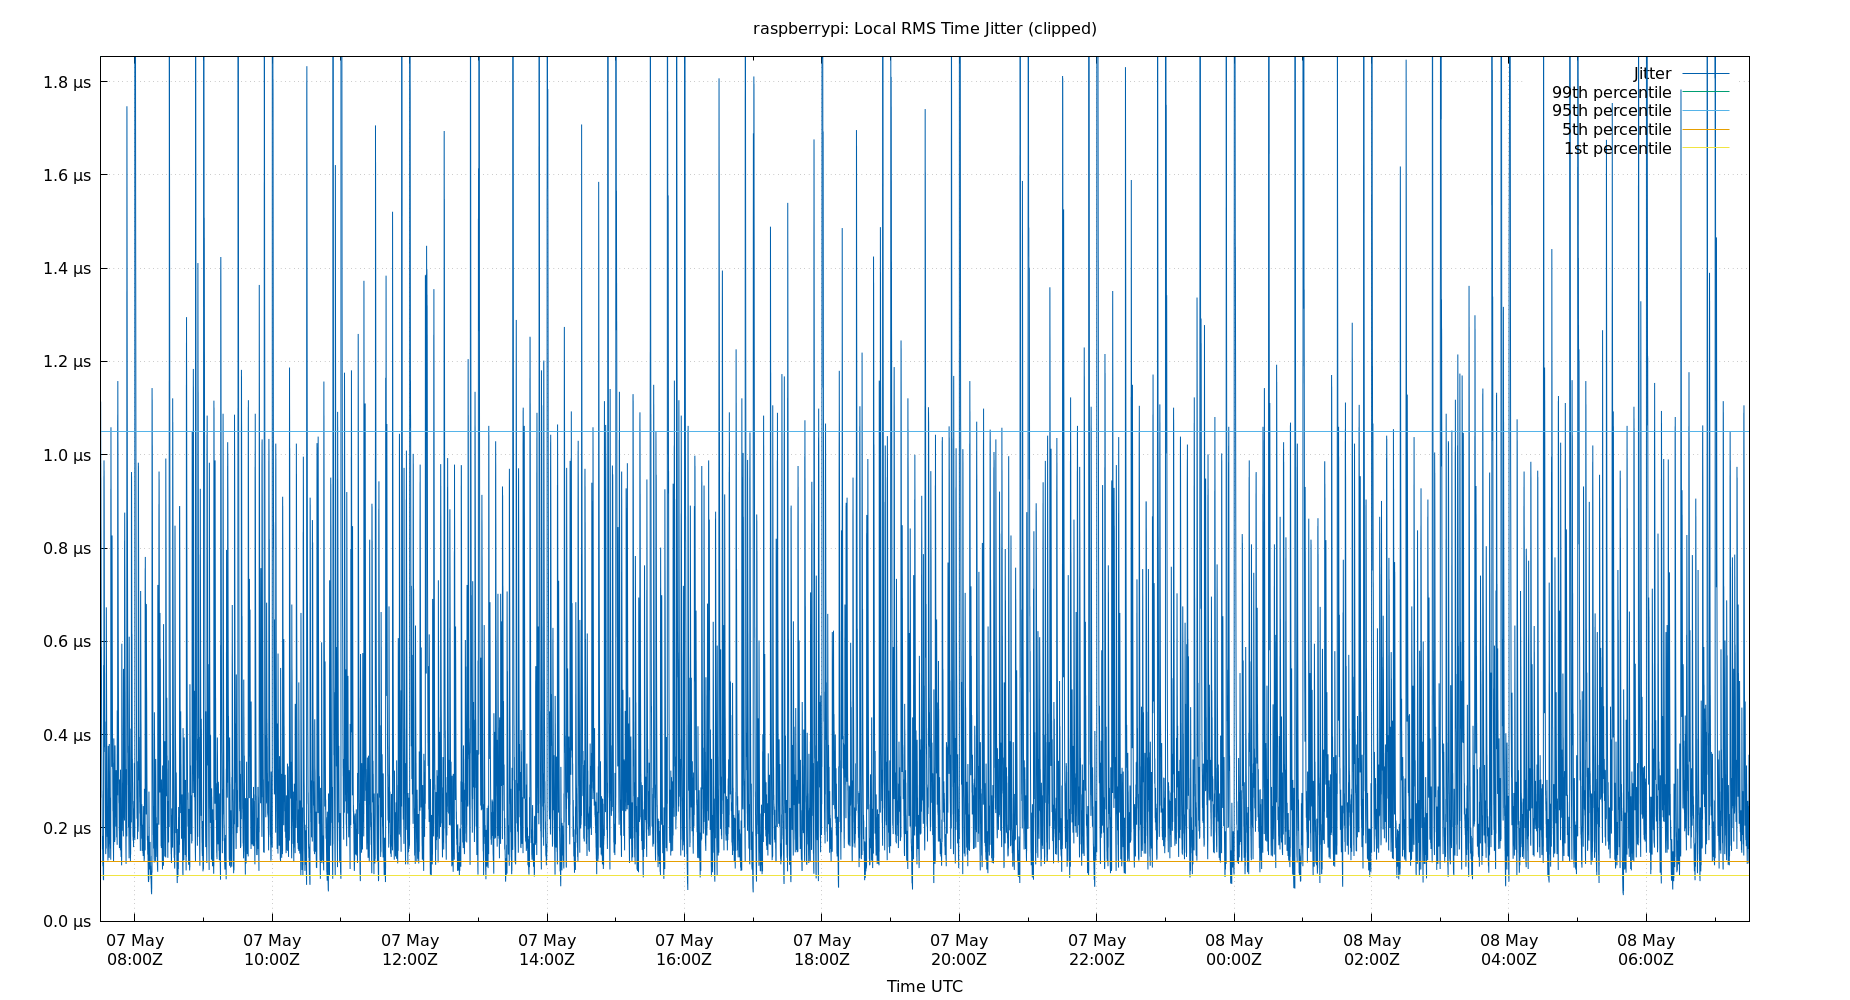 raspberrypi: Local RMS Time Jitter (clipped)
1.8 µs
1.6 µs
1.4 µs
1.2 µs
1.0 µs
0.8 µs
0.6 µs
0.4 µs
0.2 µs
0.0 µs
Jitter
99th percentile
95th percentile
5th percentile
1st percentile
07 May 07 May 07 May 07 May 07 May 07 May 07 May 07 May 08 May 08 May 08 May 08 May
08:00Z 10:00Z 12:00Z 14:00Z 16:00Z 18:00Z 20:00Z 22:00Z 00:00Z 02:00Z 04:00Z 06:00Z
Time UTC